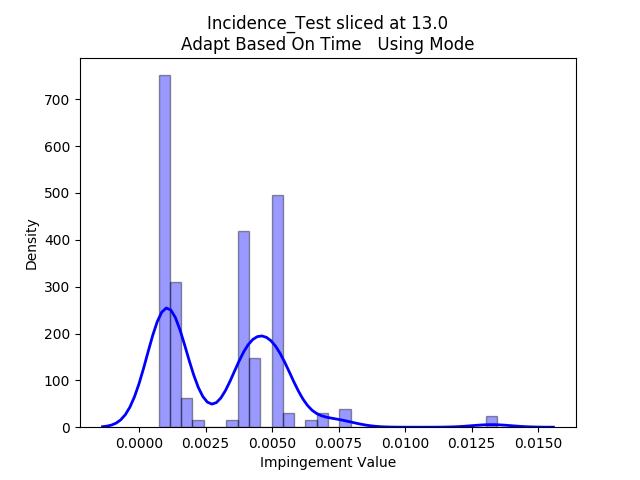 Incidence_Test sliced at 13.0
Adapt Based On Time   Using Mode
700
600
500
400
300
200
100
0
Density
0.0000 0.0025 0.0050 0.0075 0.0100 0.0125 0.0150
Impingement Value